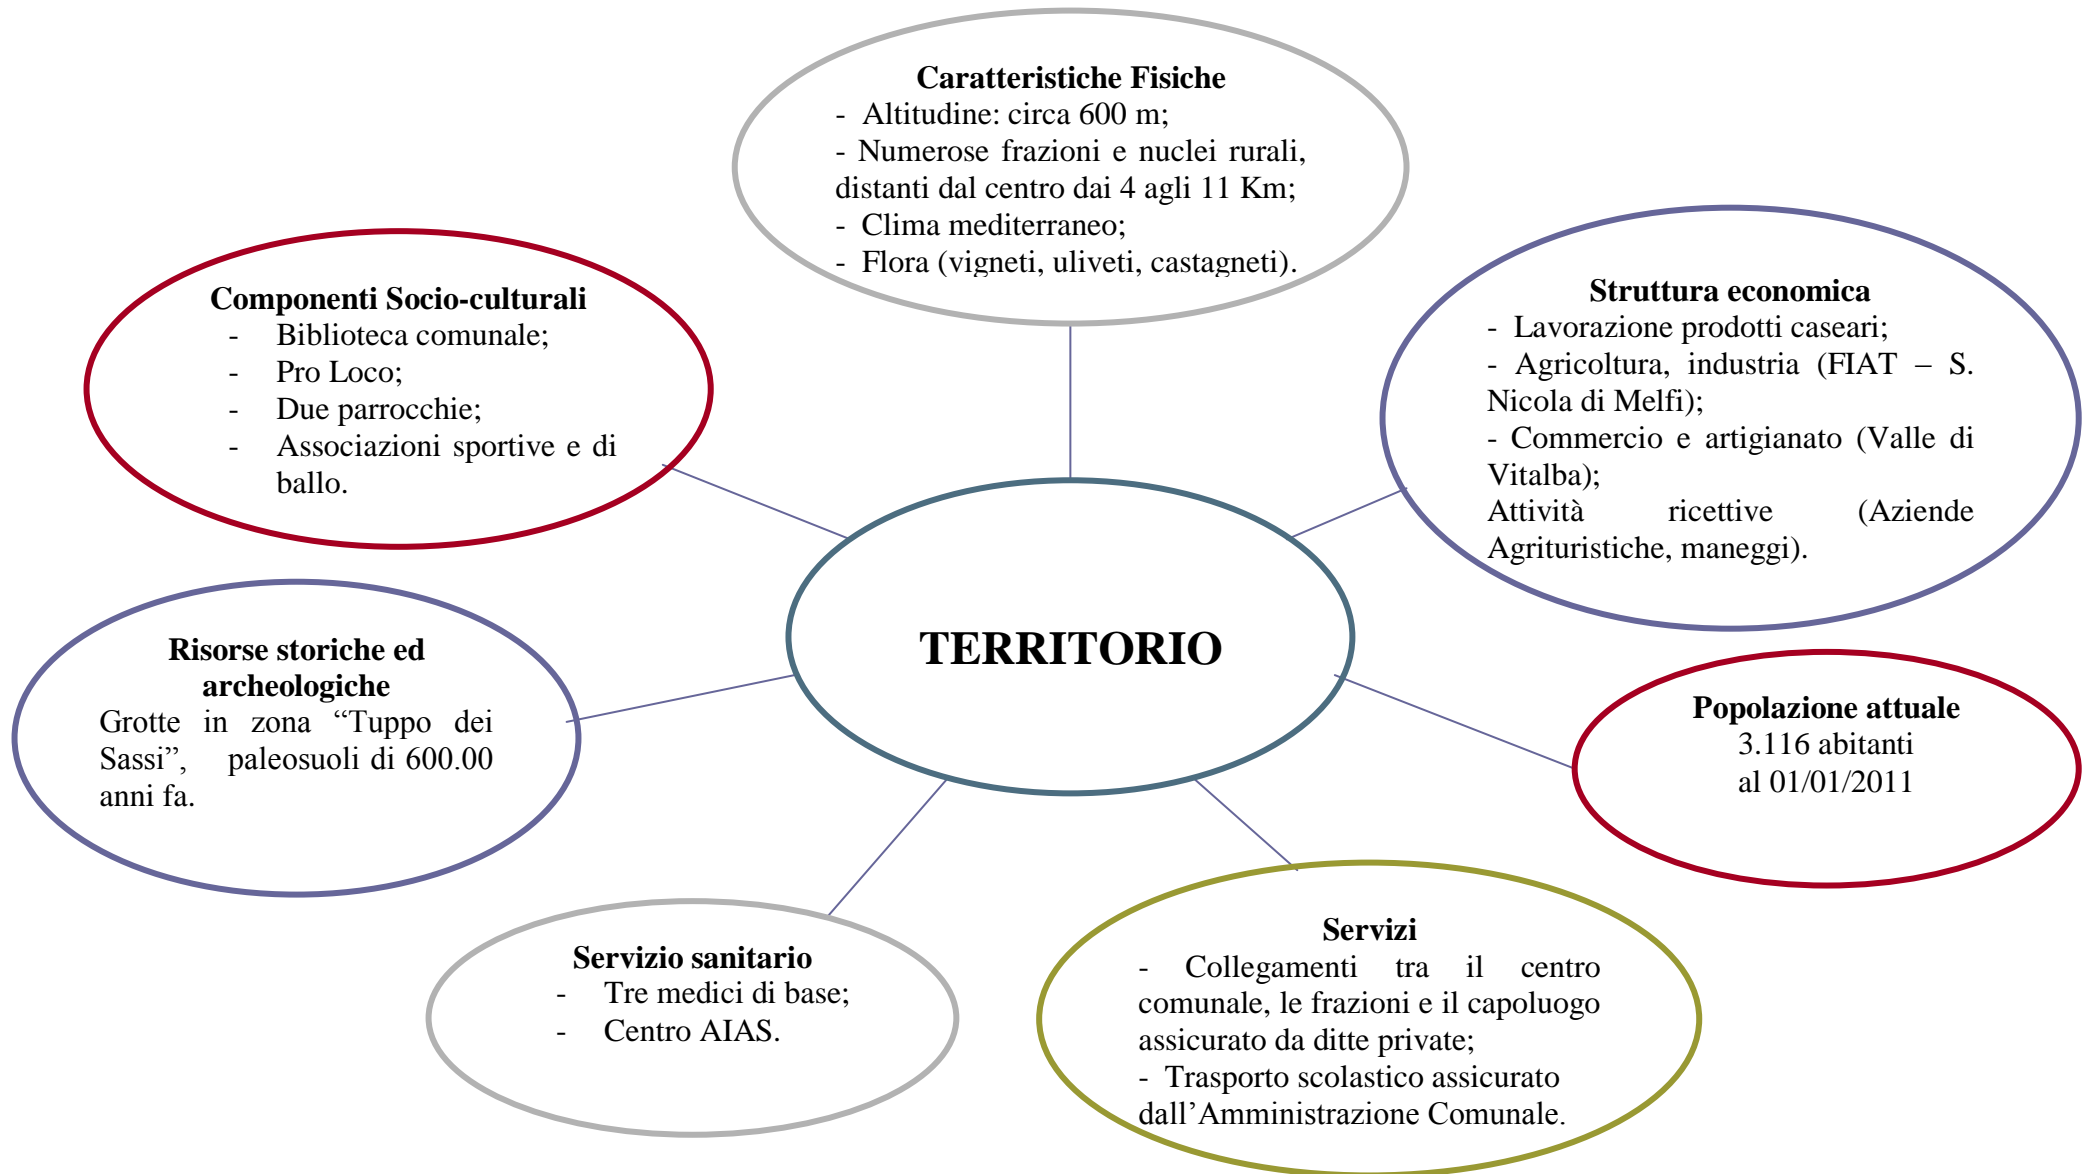 Caratteristiche Fisiche
- Altitudine: circa 600 m;
- Numerose frazioni e nuclei rurali,
distanti dal centro dai 4 agli 11 Km;
- Clima mediterraneo;
- Flora (vigneti, uliveti, castagneti).
Componenti Socio-culturali
- Biblioteca comunale;
- Pro Loco;
- Due parrocchie;
- Associazioni sportive e di
ballo.
Struttura economica
- Lavorazione prodotti caseari;
- Agricoltura, industria (FIAT – S.
Nicola di Melfi);
- Commercio e artigianato (Valle di
Vitalba);
Attività ricettive (Aziende
Agrituristiche, maneggi).
TERRITORIO
Risorse storiche ed
archeologiche
Grotte in zona “Tuppo dei
Sassi”, paleosuoli di 600.00
anni fa.
Popolazione attuale
3.116 abitanti
al 01/01/2011
Servizio sanitario
- Tre medici di base;
- Centro AIAS.
Servizi
- Collegamenti tra il centro
comunale, le frazioni e il capoluogo
assicurato da ditte private;
- Trasporto scolastico assicurato
dall’Amministrazione Comunale.